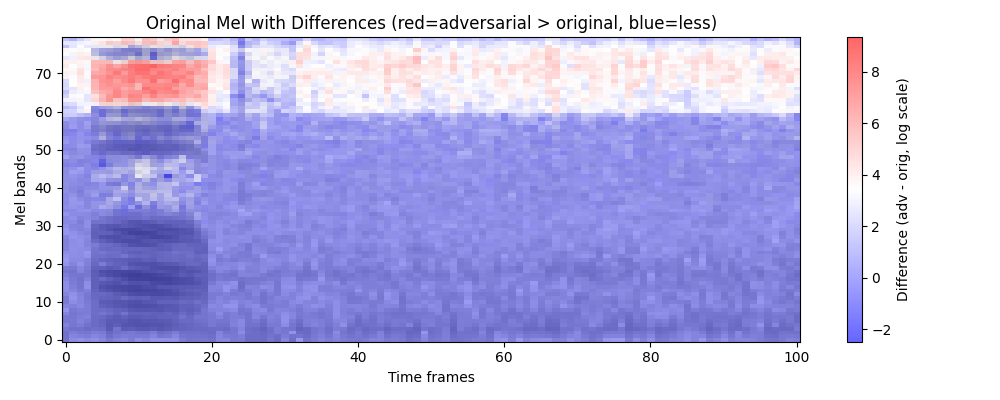 Original Mel with Differences (red=adversarial > original, blue=less)
Mel bands
70
60
50
40
30
20
10
0
0 20 40 60 80 100
Time frames
8
6
4
2
0
−2
Difference (adv - orig, log scale)